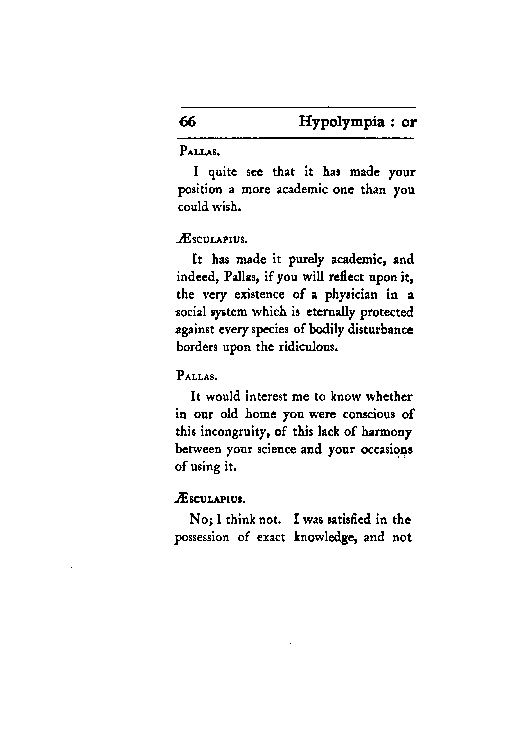 66 Hypolympia : or
PALLAS.
I quite see that it has made your
position a more academic one than you
could wish.
ÆSCULAPIUS.
It has made it purely academic, and
indeed, Pallas, if you will reflect upon it,
the very existence of a physician in a
social system which is eternally protected
against every species of bodily disturbance
borders upon the ridiculous.
PALLAS.
It would interest me to know whether
in our old home you were conscious of
this incongruity, of this lack of harmony
between your science and your occasions
of using it.
ÆSCULAPIUS.
No; I think not. I was satisfied in the
possession of exact knowledge, and not